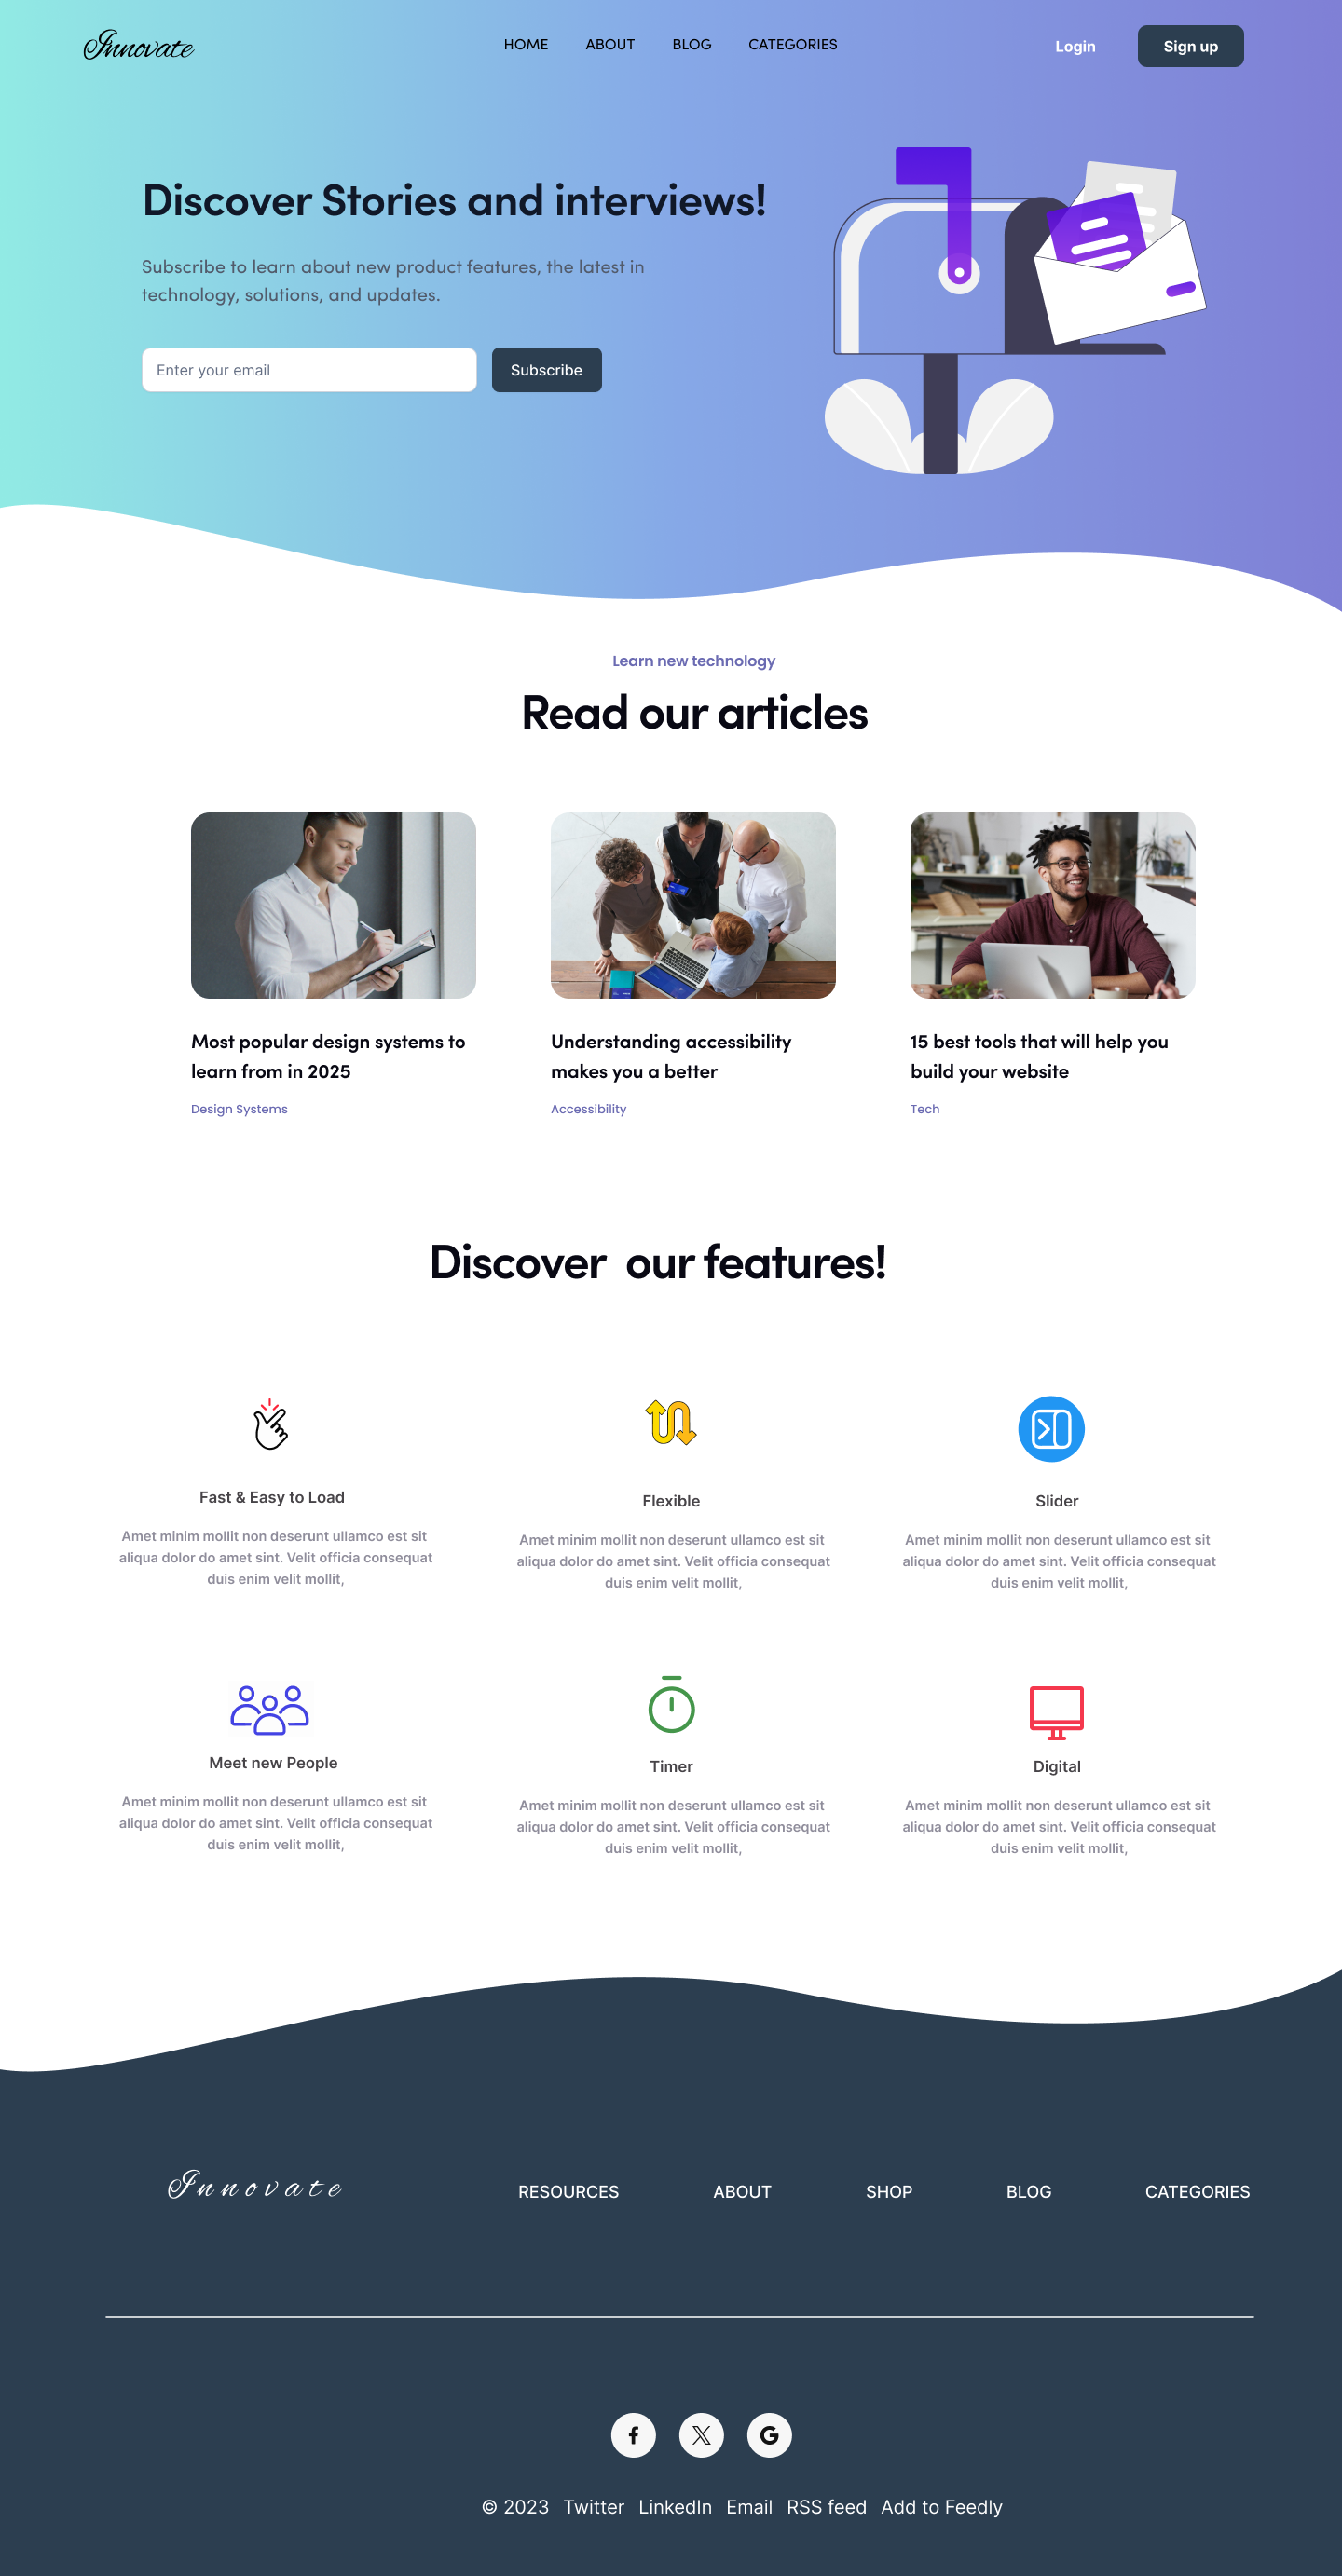 Innovate
HOME ABOUT BLOG CATEGORIES
Login Sign up
Discover Stories and interviews!
Subscribe to learn about new product features, the latest in
technology, solutions, and updates.
Enter your email Subscribe
Learn new technology
Read our articles
Most popular design systems to
learn from in 2025
Design Systems
Understanding accessibility
makes you a better
Accessibility
15 best tools that will help you
build your website
Tech
Discover our features!
Fast & Easy to Load
Amet minim mollit non deserunt ullamco est sit
aliqua dolor do amet sint. Velit officia consequat
duis enim velit mollit,
Flexible
Amet minim mollit non deserunt ullamco est sit
aliqua dolor do amet sint. Velit officia consequat
duis enim velit mollit,
Slider
Amet minim mollit non deserunt ullamco est sit
aliqua dolor do amet sint. Velit officia consequat
duis enim velit mollit,
Meet new People
Amet minim mollit non deserunt ullamco est sit
aliqua dolor do amet sint. Velit officia consequat
duis enim velit mollit,
Timer
Amet minim mollit non deserunt ullamco est sit
aliqua dolor do amet sint. Velit officia consequat
duis enim velit mollit,
Digital
Amet minim mollit non deserunt ullamco est sit
aliqua dolor do amet sint. Velit officia consequat
duis enim velit mollit,
Innovate
RESOURCES ABOUT SHOP BLOG CATEGORIES
© 2023 Twitter LinkedIn Email RSS feed Add to Feedly